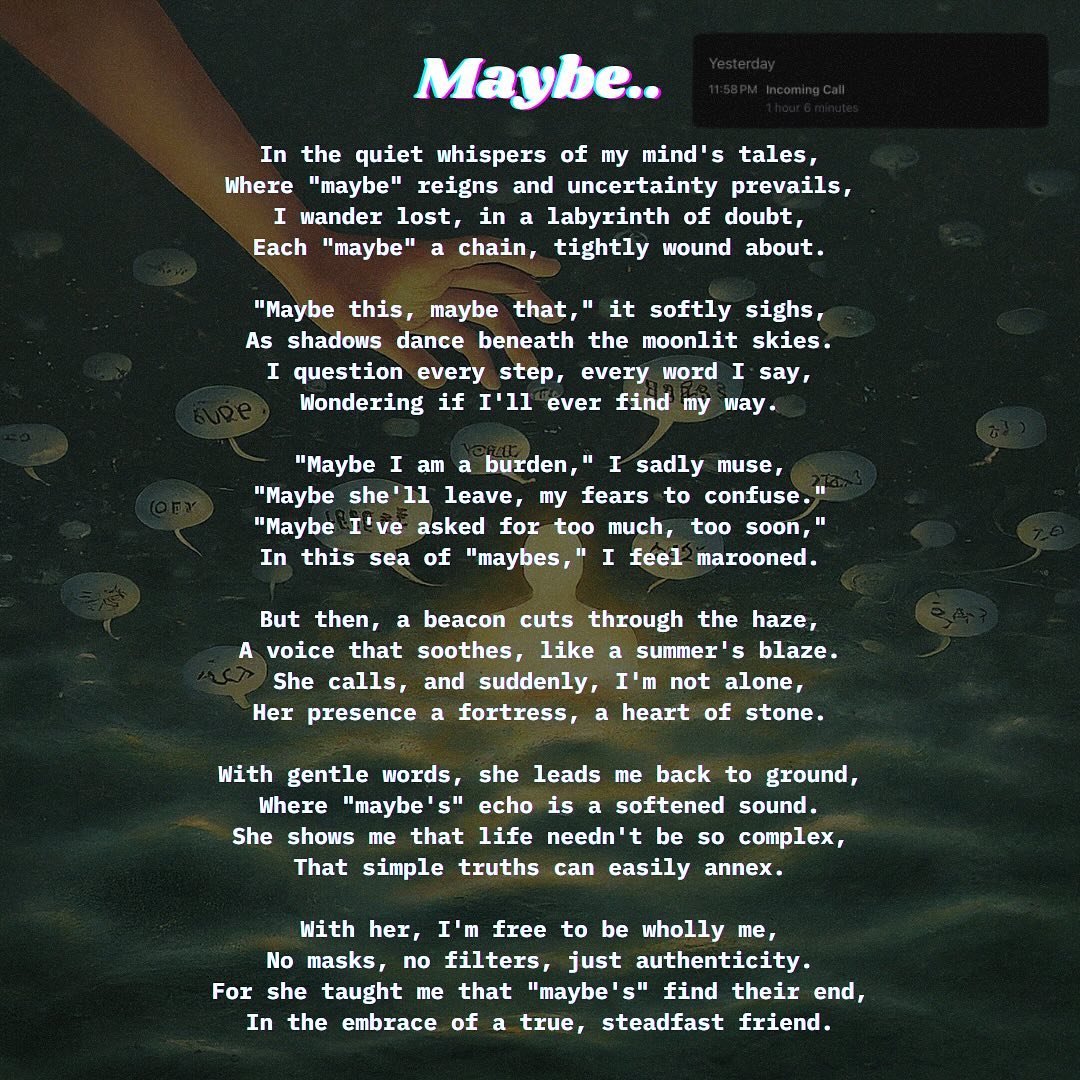 Maybe..
Yesterday
11:58 PM Incoming Call
1 hour 6 minutes
In the quiet whispers of my mind's tales,
Where "maybe" reigns and uncertainty prevails,
I wander lost, in a labyrinth of doubt,
Each "maybe" a chain, tightly wound about.
"Maybe this, maybe that," it softly sighs,
As shadows dance beneath the moonlit skies.
I question every step, every word I say,
Wondering if I'll ever find my way.
"Maybe I am a burden," I sadly muse,
"Maybe she'll leave, my fears to confuse."
"Maybe I've asked for too much, too soon,"
In this sea of "maybes," I feel marooned.
But then, a beacon cuts through the haze,
A voice that soothes, like a summer's blaze.
She calls, and suddenly, I'm not alone,
Her presence a fortress, a heart of stone.
With gentle words, she leads me back to ground,
Where "maybe's" echo is a softened sound.
She shows me that life needn't be so complex,
That simple truths can easily annex.
With her, I'm free to be wholly me,
No masks, no filters, just authenticity.
For she taught me that "maybe's" find their end,
In the embrace of a true, steadfast friend.